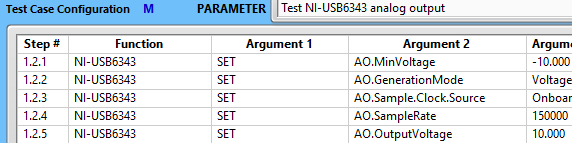 Test Case Configuration M PARAMETER Test NI-USB6343 analog output
Step # Function Argument 1 Argument 2 Argume
1.2.1 NI-USB6343 SET AO.MinVoltage -10.000
1.2.2 NI-USB6343 SET AO.GenerationMode Voltage
1.2.3 NI-USB6343 SET AO.Sample.Clock.Source Onboar
1.2.4 NI-USB6343 SET AO.SampleRate 150000
1.2.5 NI-USB6343 SET AO.OutputVoltage 10.000